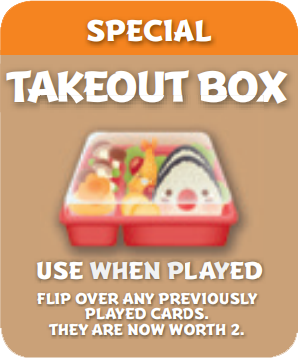 SPECIAL
TAKEOUT BOX
USE WHEN PLAYED
FLIP OVER ANY PREVIOUSLY
PLAYED CARDS.
THEY ARE NOW WORTH 2.